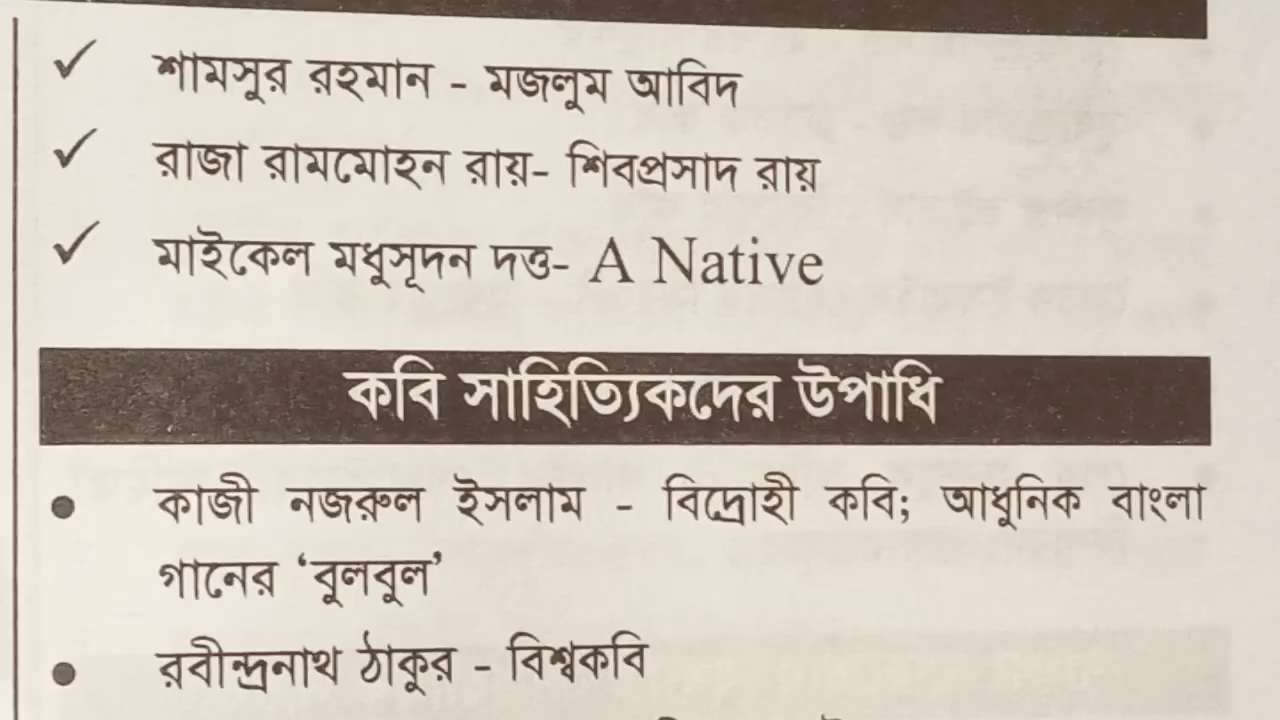 শামসুর রহমান - মজলুম আবিদ
রাজা রামমোহন রায়- শিবপ্রসাদ রায়
মাইকেল মধুসূদন দত্ত- A Native
কবি সাহিত্যিকদের উপাধি
কাজী নজরুল ইসলাম - বিদ্রোহী কবি; আধুনিক বাংলা
গানের ‘বুলবুল’
রবীন্দ্রনাথ ঠাকুর - বিশ্বকবি